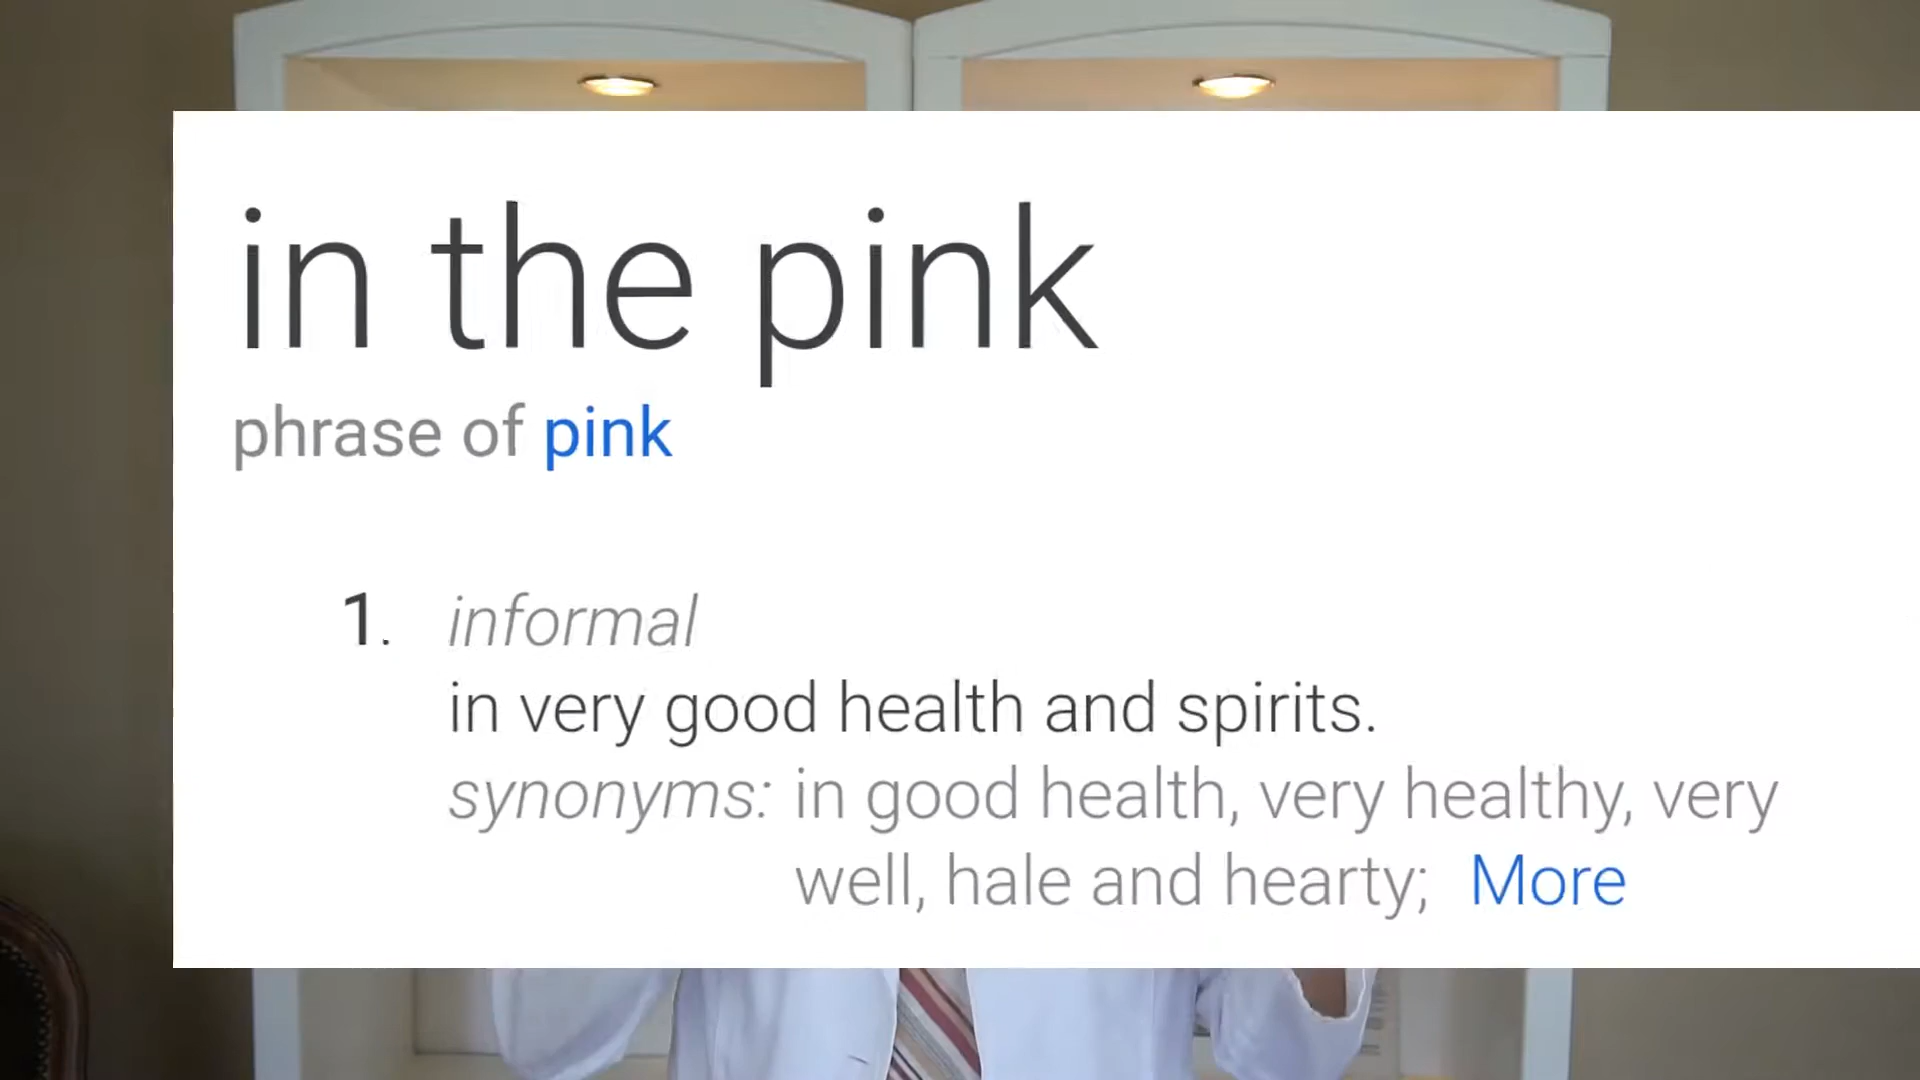 in the pink
phrase of pink
1. informal
in very good health and spirits.
synonyms: in good health, very healthy, very
well, hale and hearty; More